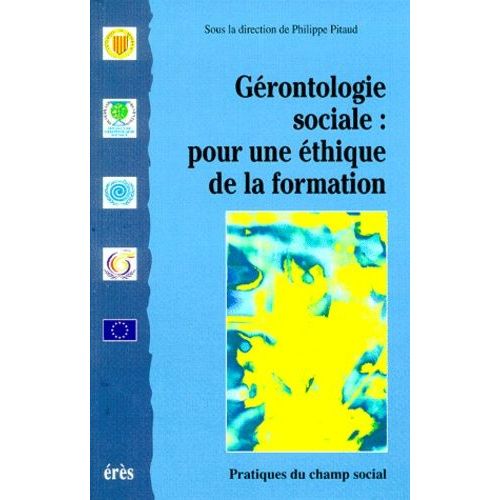 Sous la direction de Philippe Pitaud
Gérontologie
sociale :
pour une éthique
de la formation
érès
Pratiques du champ social